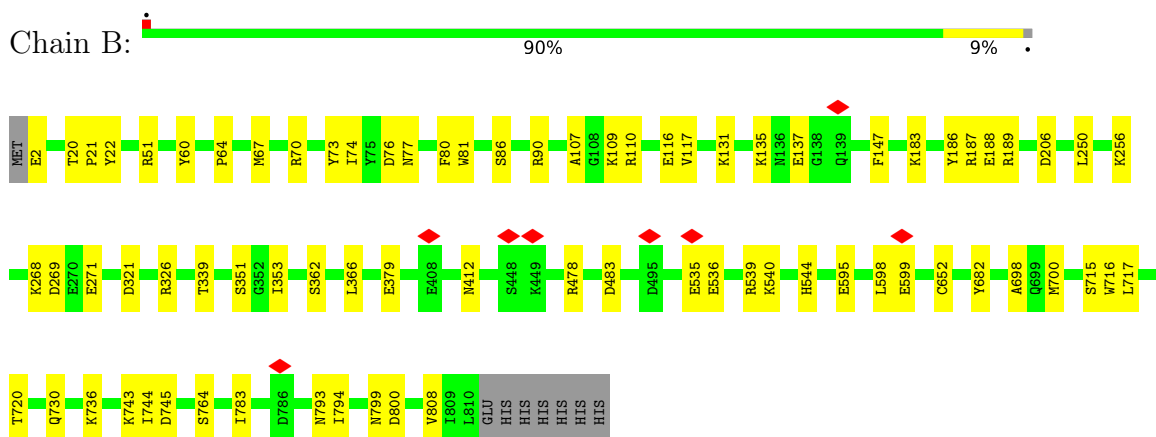 Chain B:
90%
9%
MET E2 T20 P21 Y22 R51 Y60 P64 M67 R70 Y73 I74 Y75 D76 N77 F80 W81 S86 R90 A107 G108 K109 R110 E116 V117 K131 K135 N136 E137 G138 Q139 F147 K183 Y186 R187 E188 R189 D206 L250 K256
K268 D269 E270 E271 D321 R326 T339 S351 G352 I353 S362 L366 E379 E408 N412 S448 K449 R478 D483 D495 E535 E536 R539 K540 H544 E595 L598 E599 C652 Y682 A698 Q699 M700 S715 W716 L717
T720 Q730 K736 K743 I744 D745 S764 I783 D786 N793 I794 N799 D800 V808 I809 L810 GLU HIS HIS HIS HIS HIS HIS